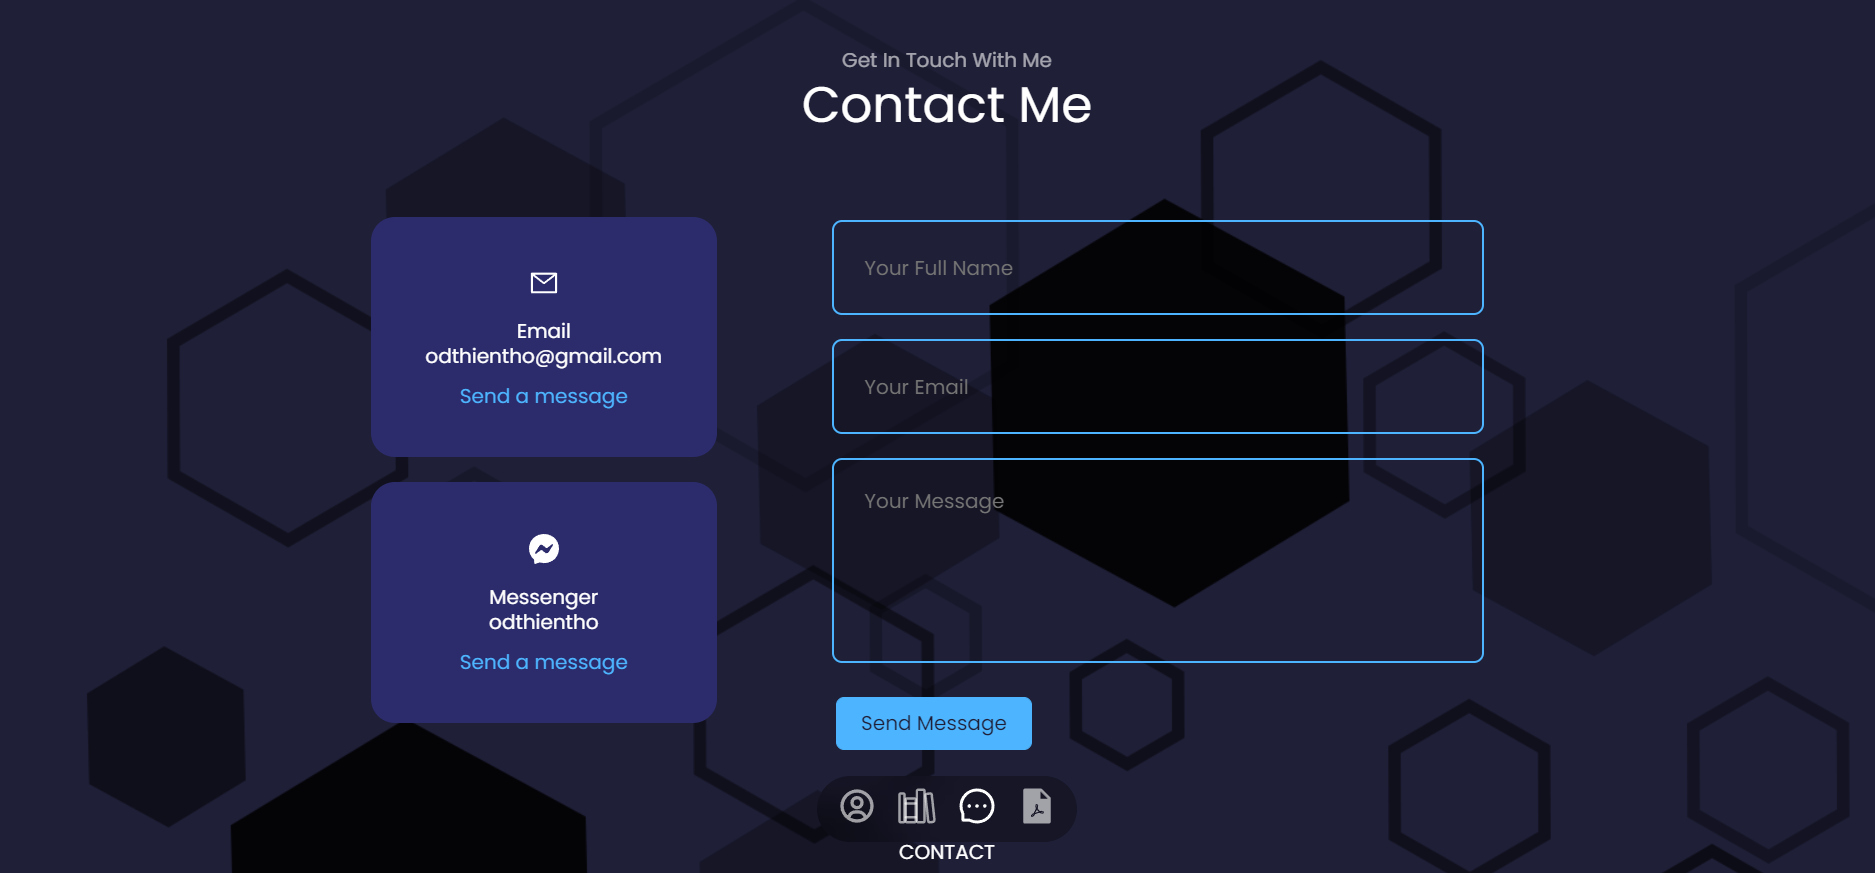 Get In Touch With Me
Contact Me
Email
odthientho@gmail.com
Send a message
Messenger
odthientho
Send a message
Your Full Name
Your Email
Your Message
Send Message
CONTACT